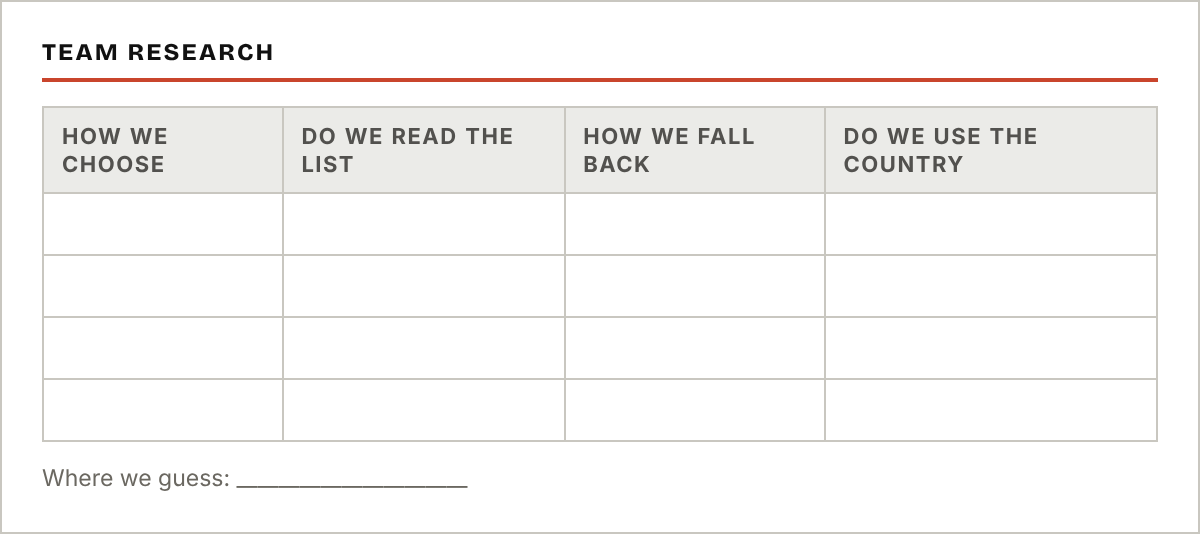 TEAM RESEARCH
HOW WE
CHOOSE
DO WE READ THE
LIST
HOW WE FALL
BACK
DO WE USE THE
COUNTRY
Where we guess: ____________________